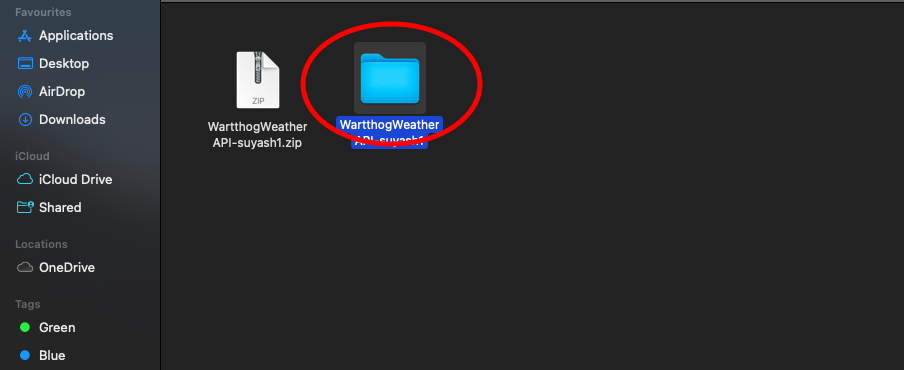 Favourites
Applications
Desktop
AirDrop
Downloads
iCloud
iCloud Drive
Shared
Locations
OneDrive
Tags
Green
Blue
ZIP
WartthogWeather
API-suyash1.zip
WartthogWeather
API-suyash1